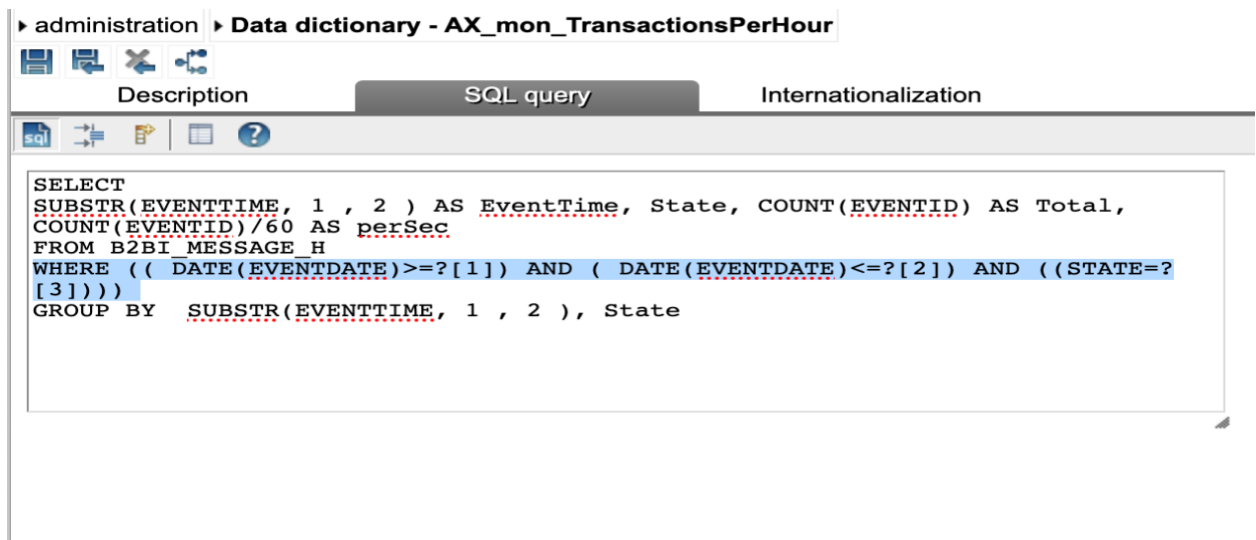 administration Data dictionary - AX_mon_TransactionsPerHour
Description SQL query Internationalization
sql ?
SELECT
SUBSTR(EVENTTIME, 1 , 2 ) AS EventTime, State, COUNT(EVENTID) AS Total,
COUNT(EVENTID)/60 AS perSec
FROM B2BI_MESSAGE_H
WHERE (( DATE(EVENTDATE)>=?[1]) AND ( DATE(EVENTDATE)<=?[2]) AND ((STATE=?
[3])))
GROUP BY  SUBSTR(EVENTTIME, 1 , 2 ), State